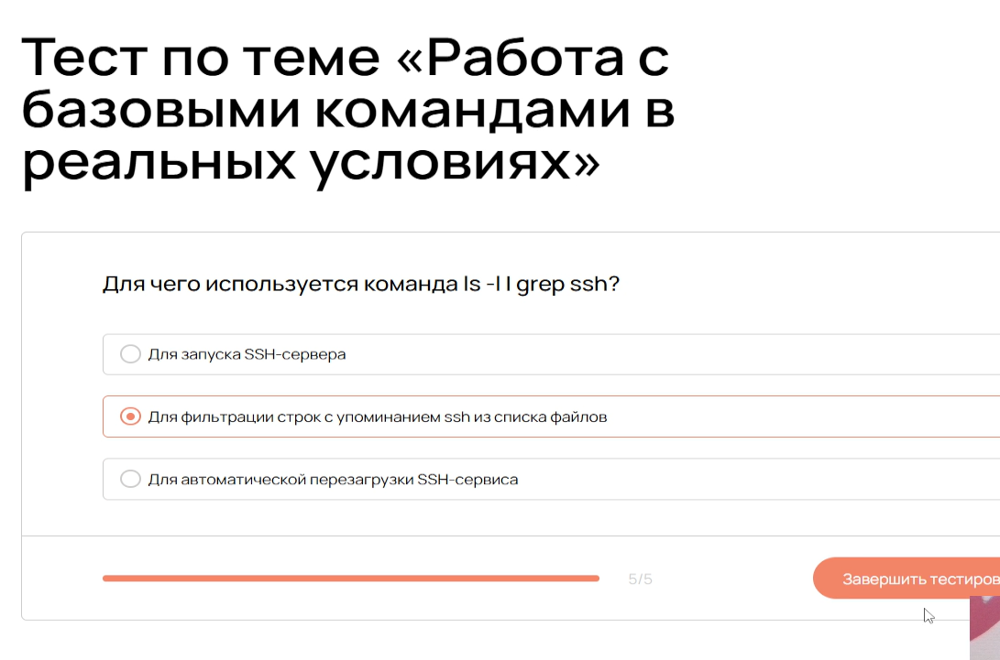 Тест по теме «Работа с
базовыми командами в
реальных условиях»
Для чего используется команда ls -l I grep ssh?
Для запуска SSH-сервера
Для фильтрации строк с упоминанием ssh из списка файлов
Для автоматической перезагрузки SSH-сервиса
5/5
Завершить тестиров